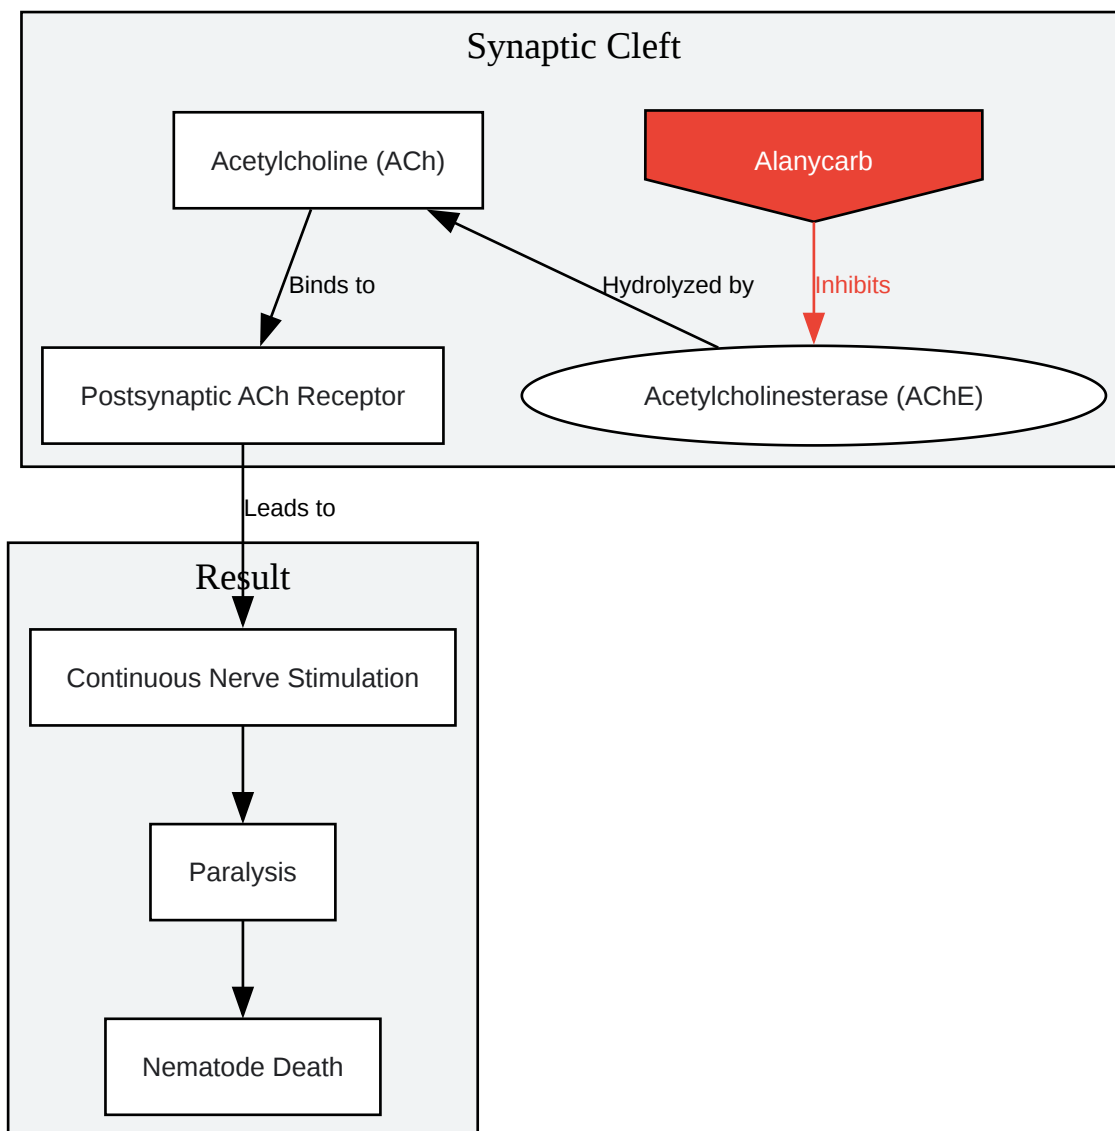 Synaptic Cleft
Acetylcholine (ACh)
Alanycarb
Binds to
Hydrolyzed by
Inhibits
Postsynaptic ACh Receptor
Acetylcholinesterase (AChE)
Leads to
Result
Continuous Nerve Stimulation
Paralysis
Nematode Death